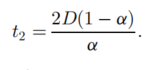 t₂ = 2D(1 − α) / α.